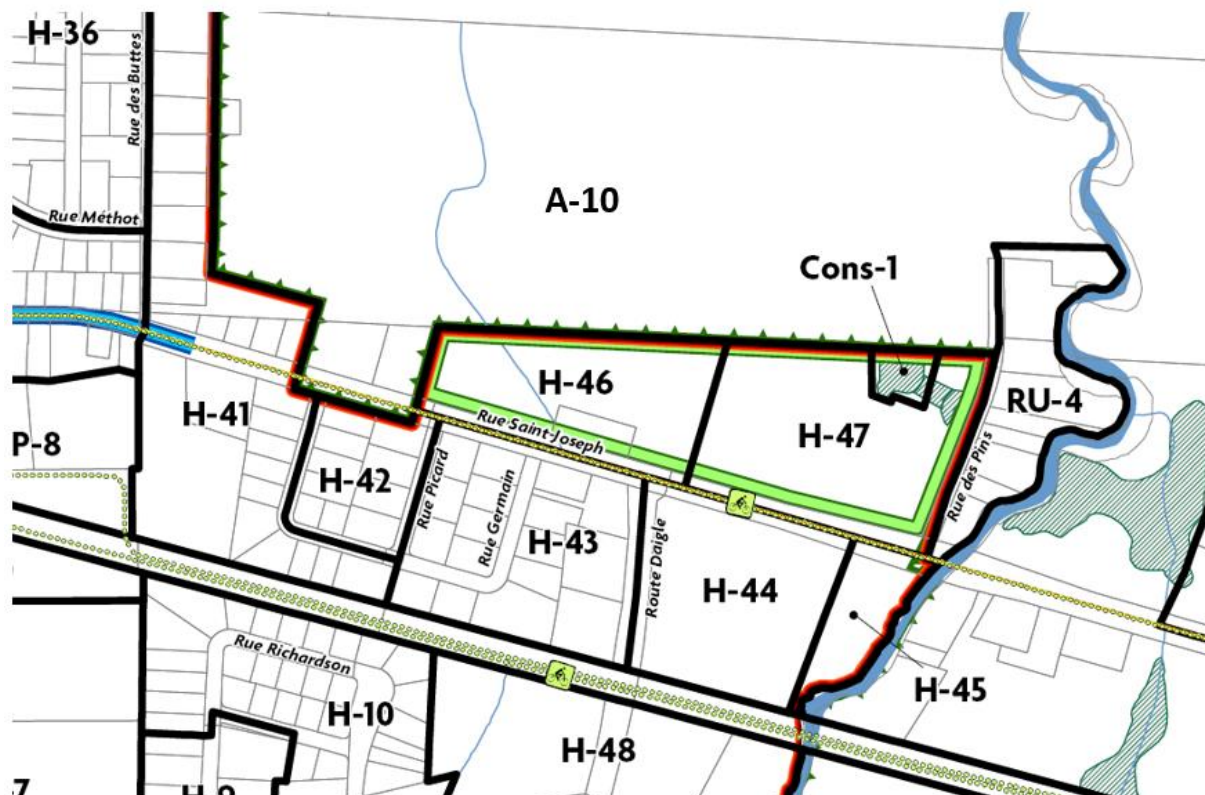 H-36
Rue des Buttes
Rue Méthot
A-10
Cons-1
H-46
RU-4
H-41
P-8
Rue Saint-Joseph
H-47
H-42
Rue Picard
Rue Germain
Rue des Pins
H-43
Route Daigle
H-44
Rue Richardson
H-45
H-10
H-48